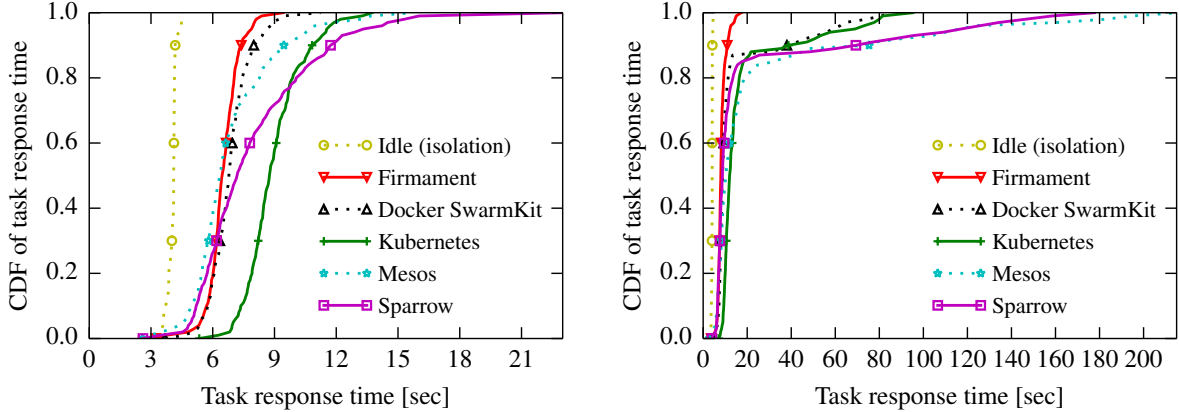 CDF of task response time
1.0
0.8
0.6
0.4
0.2
0.0
Idle (isolation)
Firmament
Docker SwarmKit
Kubernetes
Mesos
Sparrow
0 3 6 9 12 15 18 21
Task response time [sec]
CDF of task response time
1.0
0.8
0.6
0.4
0.2
0.0
Idle (isolation)
Firmament
Docker SwarmKit
Kubernetes
Mesos
Sparrow
0 20 40 60 80 100 120 140 160 180 200
Task response time [sec]